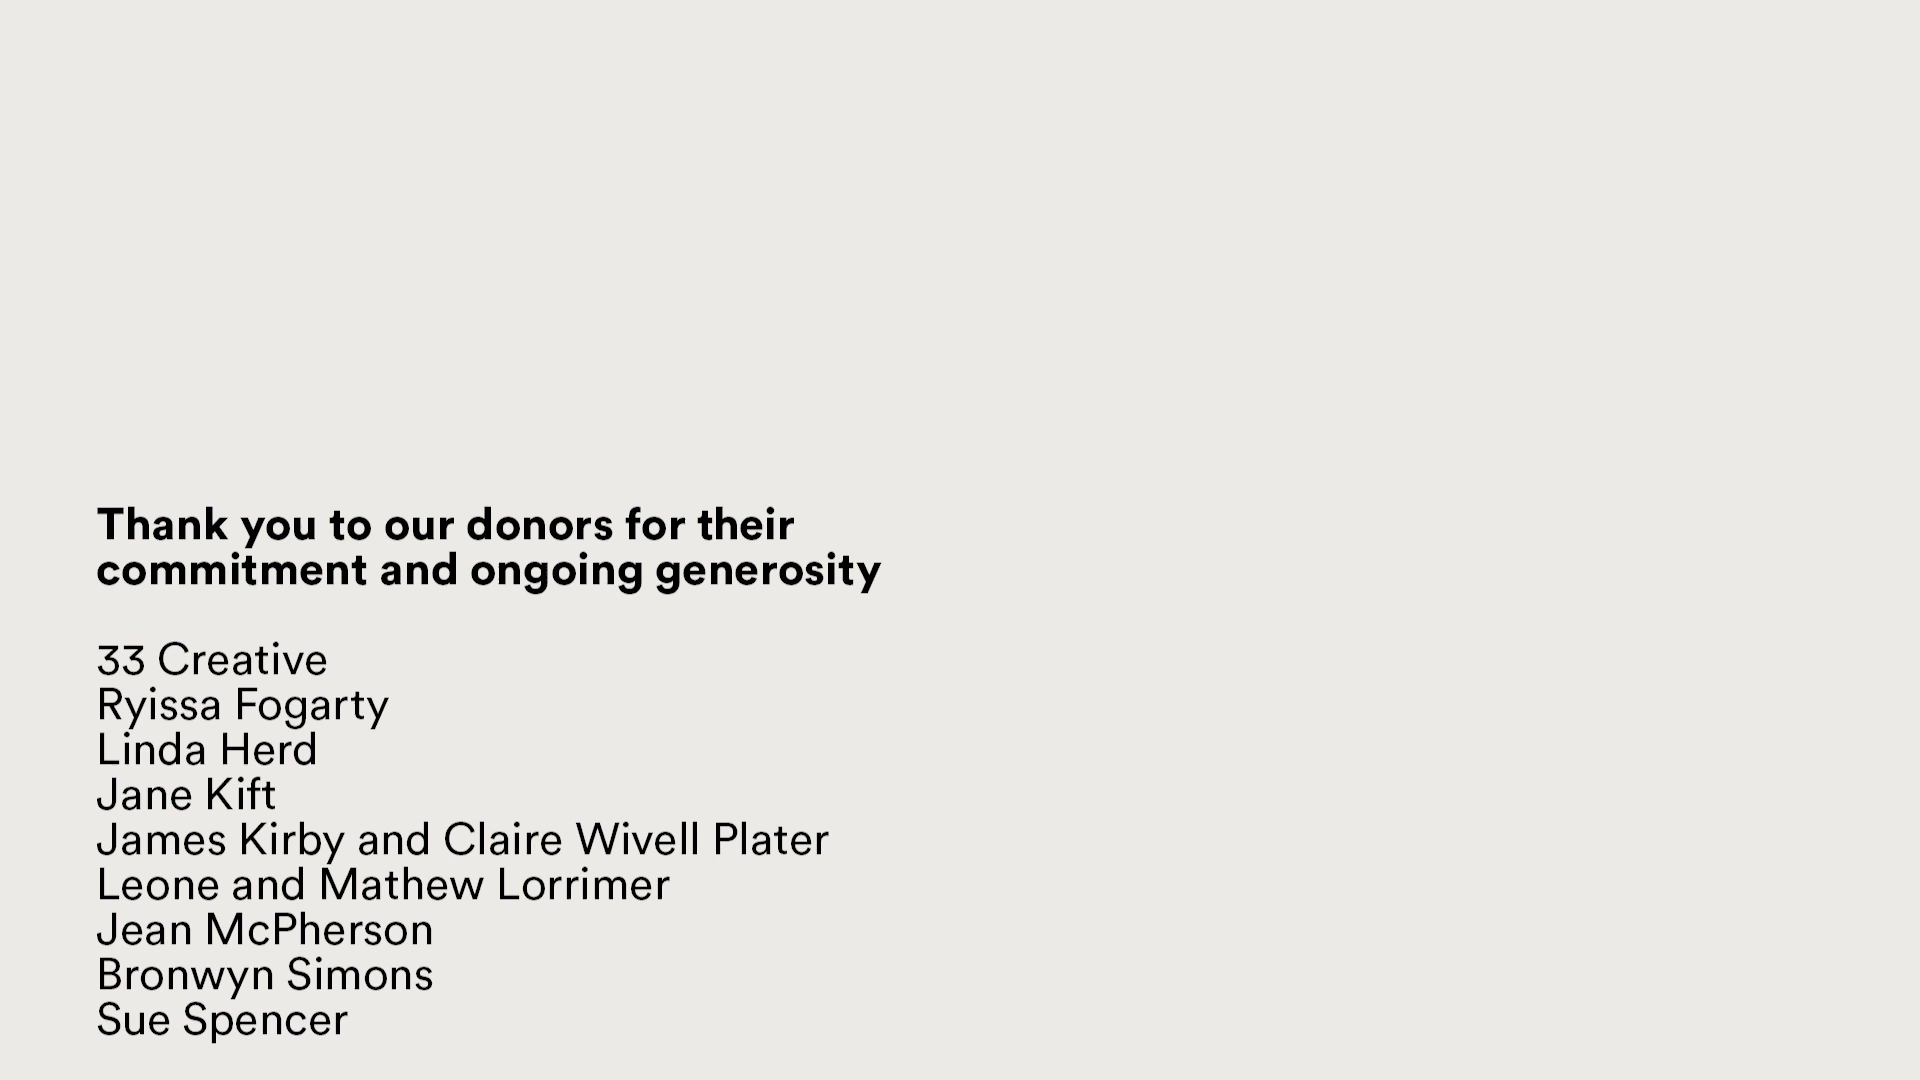 Thank you to our donors for their
commitment and ongoing generosity
33 Creative
Ryissa Fogarty
Linda Herd
Jane Kift
James Kirby and Claire Wivell Plater
Leone and Mathew Lorrimer
Jean McPherson
Bronwyn Simons
Sue Spencer